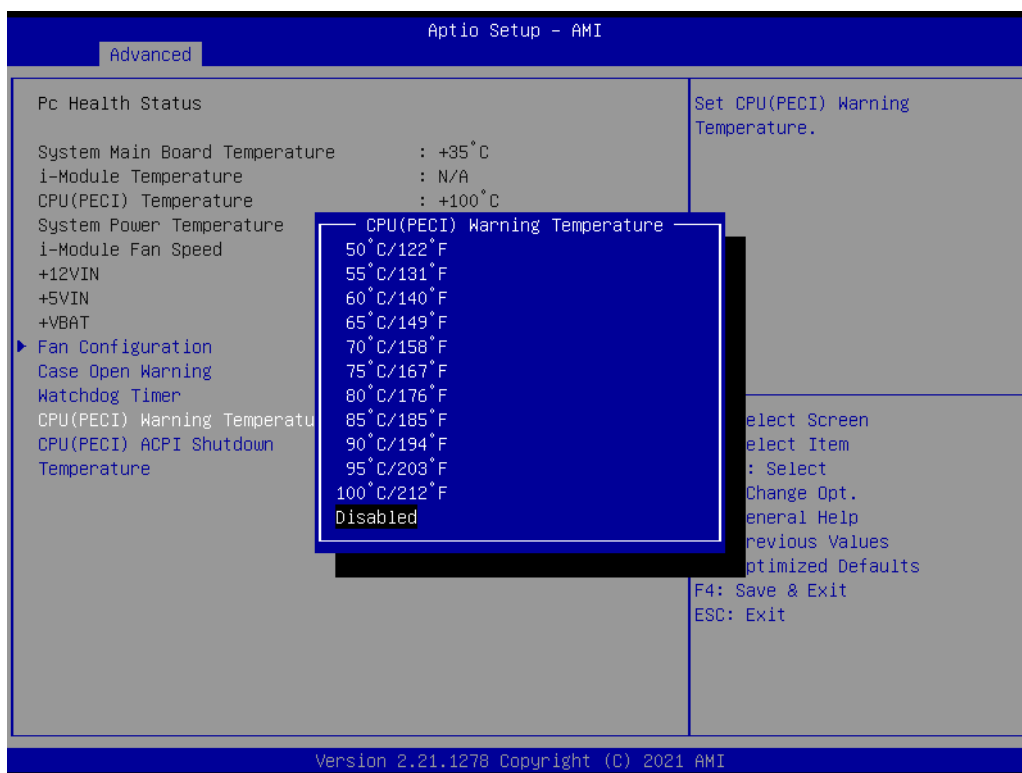 Aptio Setup – AMI
Advanced
Pc Health Status
System Main Board Temperature : +35°C
i-Module Temperature : N/A
CPU(PECI) Temperature : +100°C
System Power Temperature
i-Module Fan Speed
+12VIN
+5VIN
+VBAT
Fan Configuration
Case Open Warning
Watchdog Timer
CPU(PECI) Warning Temperatu
CPU(PECI) ACPI Shutdown
Temperature
CPU(PECI) Warning Temperature
50°C/122°F
55°C/131°F
60°C/140°F
65°C/149°F
70°C/158°F
75°C/167°F
80°C/176°F
85°C/185°F
90°C/194°F
95°C/203°F
100°C/212°F
Disabled
Set CPU(PECI) Warning
Temperature.
elect Screen
elect Item
: Select
Change Opt.
eneral Help
revious Values
ptimized Defaults
F4: Save & Exit
ESC: Exit
Version 2.21.1278 Copyright (C) 2021 AMI